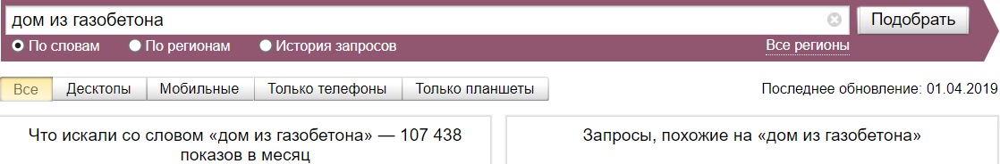 дом из газобетона
Подобрать
По словам По регионам История запросов Все регионы
Все Десктопы Мобильные Только телефоны Только планшеты Последнее обновление: 01.04.2019
Что искали со словом «дом из газобетона» — 107 438
показов в месяц
Запросы, похожие на «дом из газобетона»